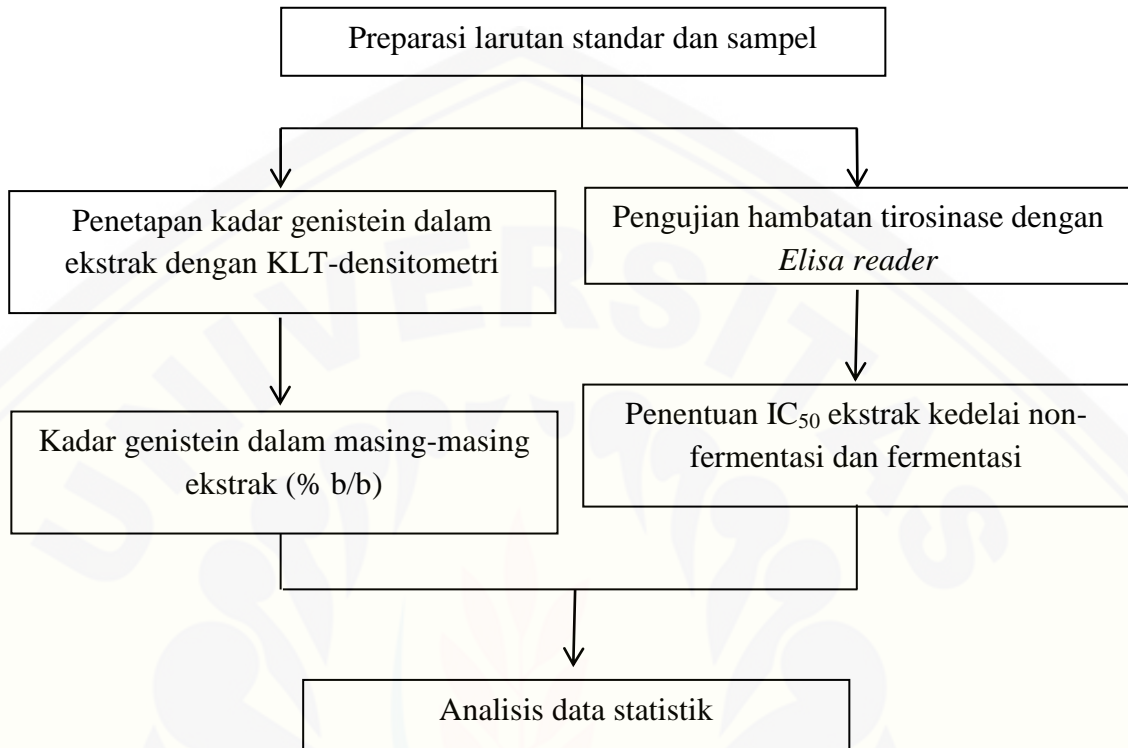 Preparasi larutan standar dan sampel
Penetapan kadar genistein dalam
ekstrak dengan KLT-densitometri
Pengujian hambatan tirosinase dengan
Elisa reader
Kadar genistein dalam masing-masing
ekstrak (% b/b)
Penentuan IC₅₀ ekstrak kedelai non-
fermentasi dan fermentasi
Analisis data statistik
UNIVERSITAS